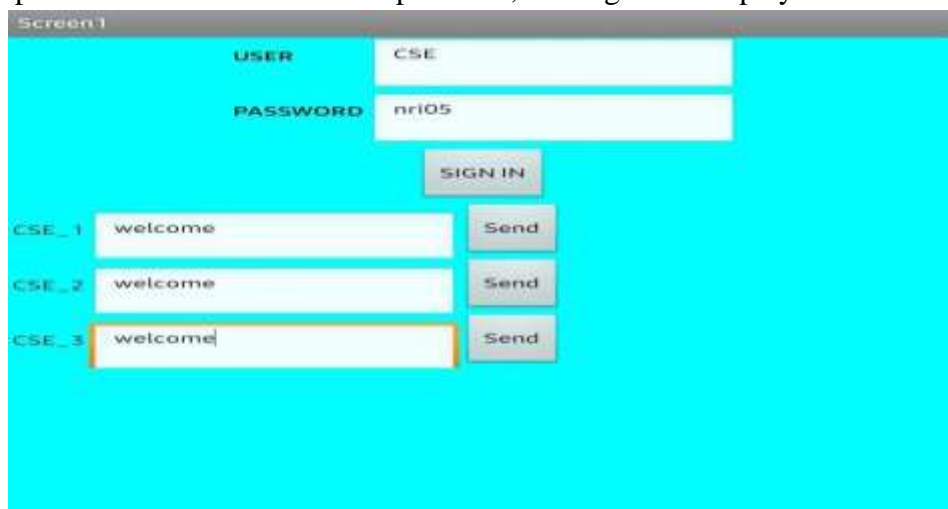 Screen1
USER CSE
PASSWORD nri05
SIGN IN
CSE_1 welcome Send
CSE_2 welcome Send
CSE_3 welcome Send